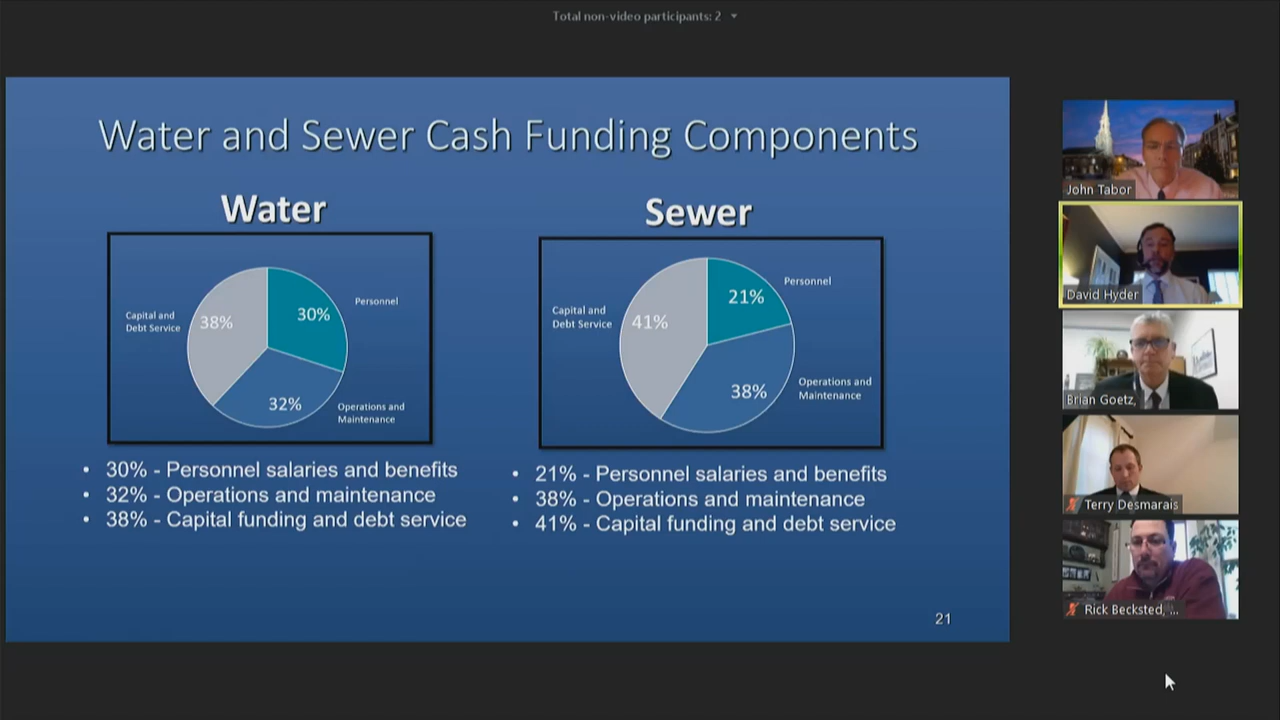 Total non-video participants: 2
Water and Sewer Cash Funding Components
Water
Capital and
Debt Service
38%
30%
Personnel
32%
Operations and
Maintenance
• 30% - Personnel salaries and benefits
• 32% - Operations and maintenance
• 38% - Capital funding and debt service
Sewer
Capital and
Debt Service
41%
21%
Personnel
38%
Operations and
Maintenance
• 21% - Personnel salaries and benefits
• 38% - Operations and maintenance
• 41% - Capital funding and debt service
21
John Tabor
David Hyder
Brian Goetz,
Terry Desmarais
Rick Becksted, ...